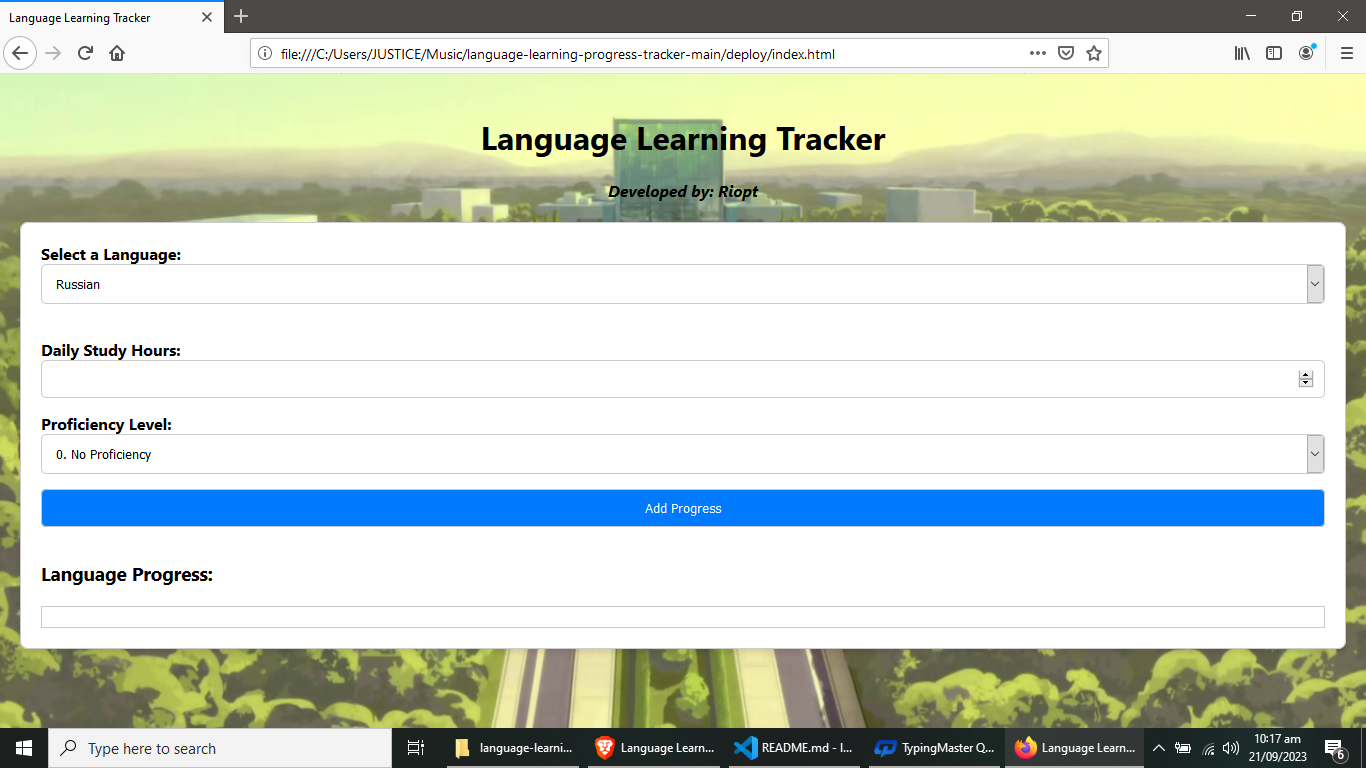 Language Learning Tracker
file:///C:/Users/JUSTICE/Music/language-learning-progress-tracker-main/deploy/index.html
Language Learning Tracker
Developed by: Riopt
Select a Language:
Russian
Daily Study Hours:
Proficiency Level:
0. No Proficiency
Add Progress
Language Progress:
Type here to search
language-learni...
Language Learn...
README.md - I...
TypingMaster Q...
Language Learn...
10:17 am
21/09/2023
6